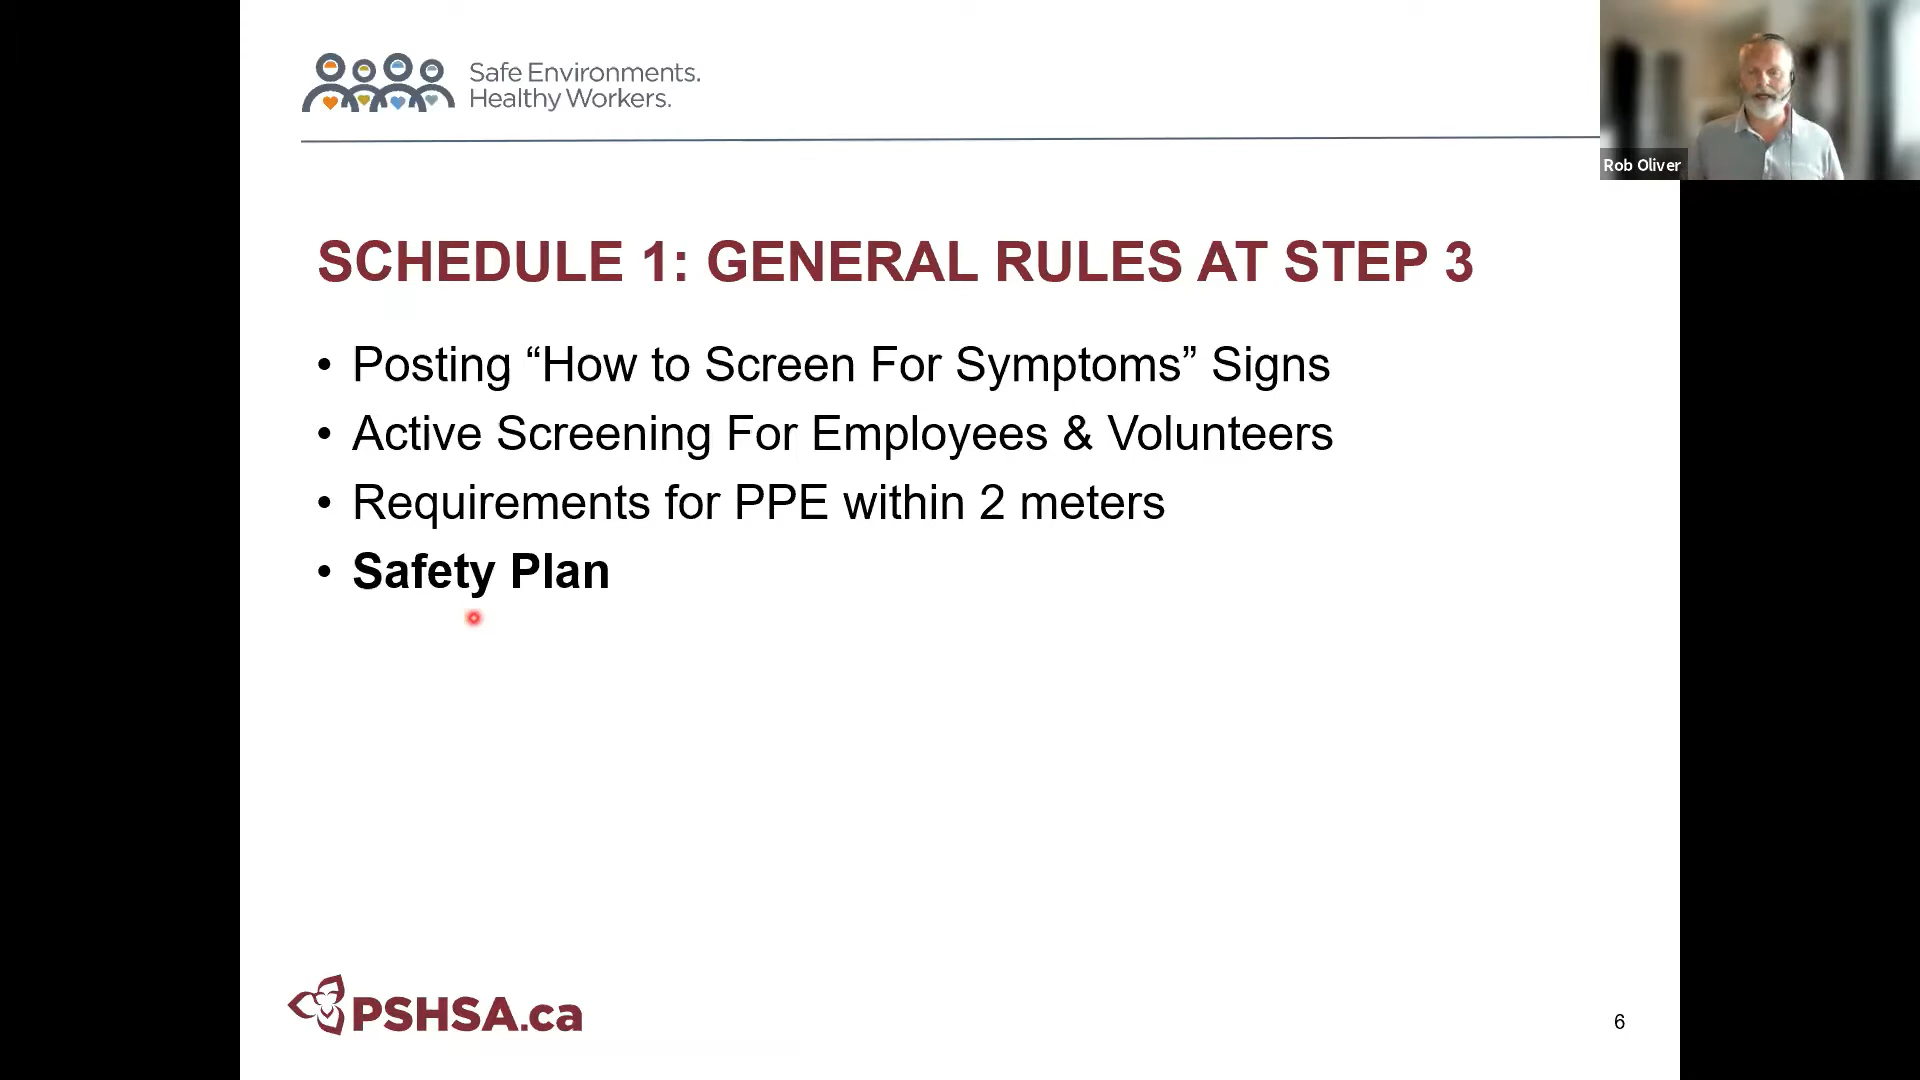 Safe Environments.
Healthy Workers.
Rob Oliver
SCHEDULE 1: GENERAL RULES AT STEP 3
• Posting “How to Screen For Symptoms” Signs
• Active Screening For Employees & Volunteers
• Requirements for PPE within 2 meters
• Safety Plan
PSHSA.ca
6